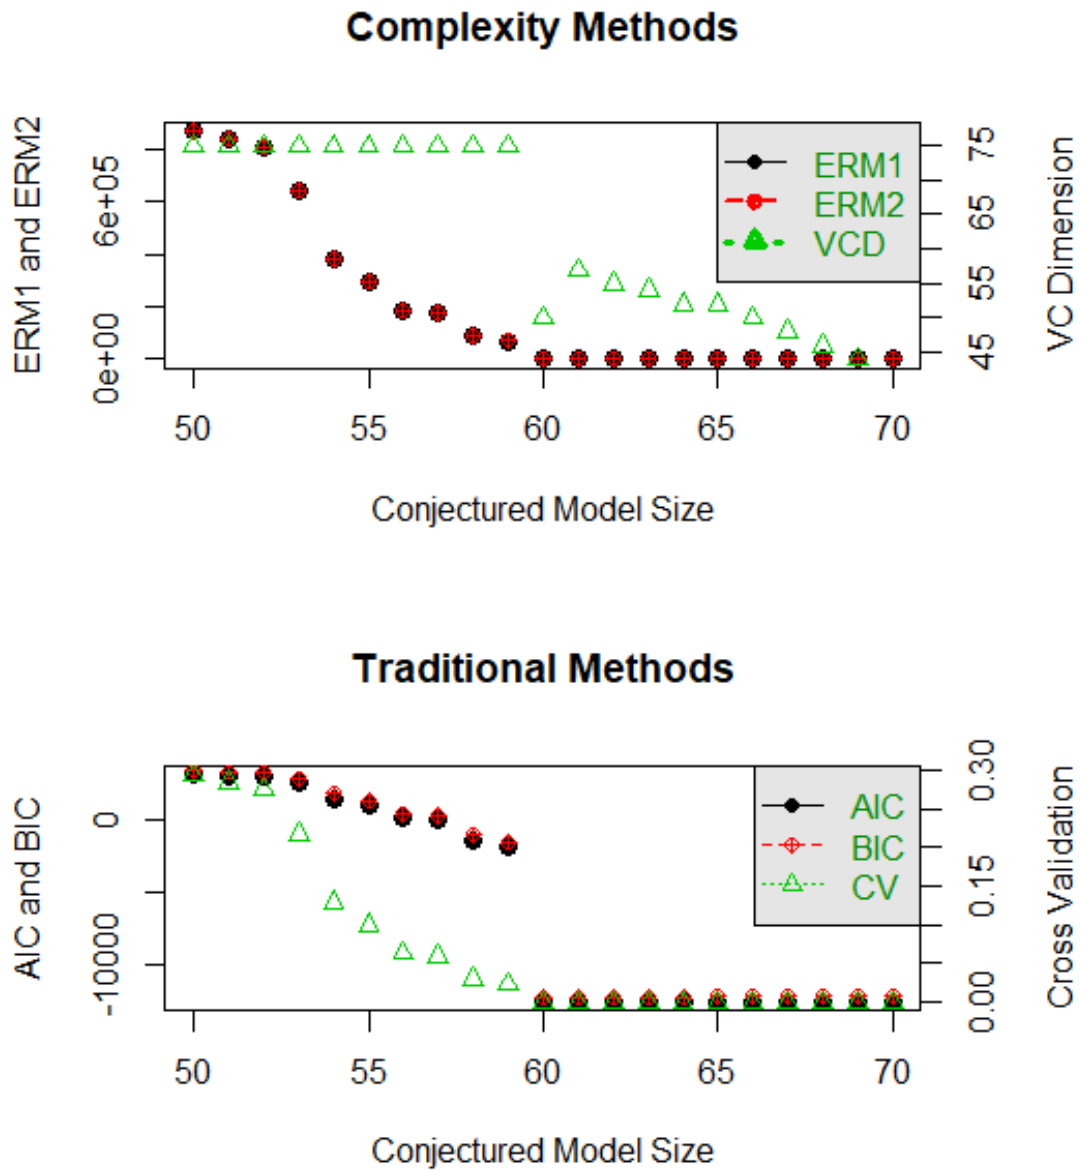 Complexity Methods
ERM1 and ERM2
0e+00 6e+05
ERM1
ERM2
VCD
45 55 65 75
VC Dimension
50 55 60 65 70
Conjectured Model Size
Traditional Methods
AIC and BIC
-10000 0
AIC
BIC
CV
0.00 0.15 0.30
Cross Validation
50 55 60 65 70
Conjectured Model Size